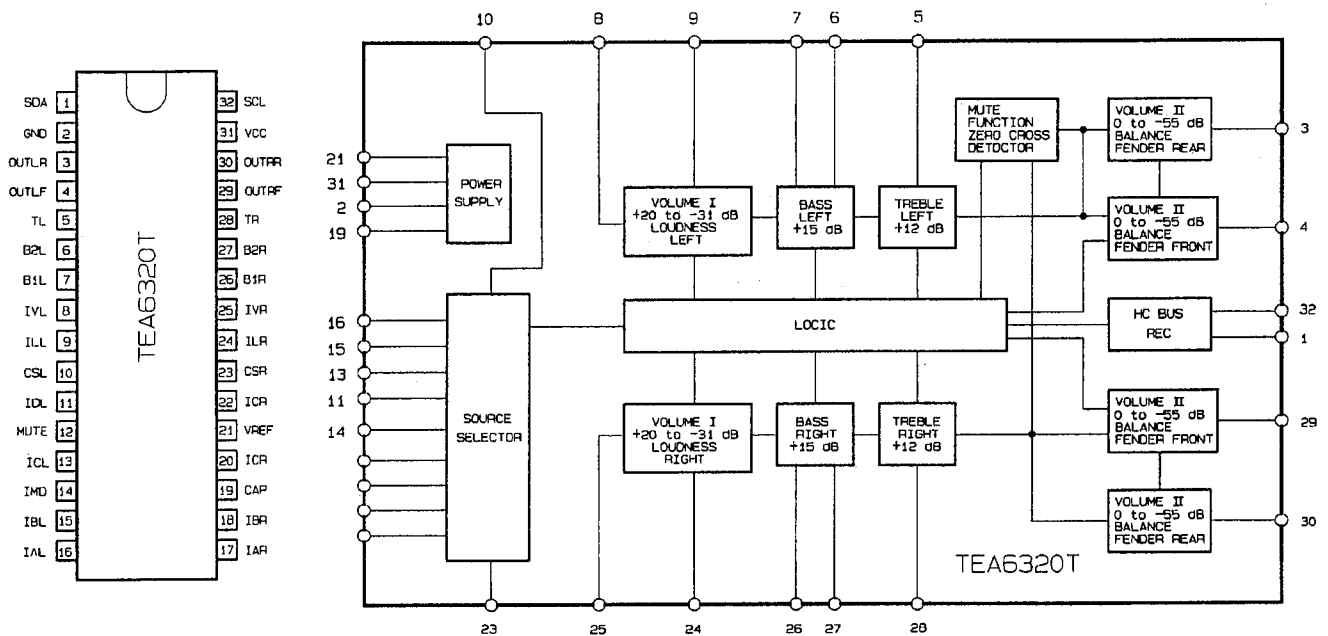 SDA 1
GND 2
OUTLR 3
OUTLF 4
TL 5
B2L 6
B1L 7
IVL 8
ILL 9
CSL 10
IDL 11
MUTE 12
ICL 13
IMD 14
IBL 15
IAL 16
TEA6320T
32 SCL
31 VCC
30 OUTRR
29 OUTRF
28 TR
27 B2R
26 B1R
25 IVR
24 ILR
23 CSR
22 ICR
21 VREF
20 ICR
19 CAP
18 IBR
17 IAR
10
8
9
7
6
5
21
31
2
19
POWER
SUPPLY
16
15
13
11
14
SOURCE
SELECTOR
VOLUME I
+20 to -31 dB
LOUDNESS
LEFT
BASS
LEFT
+15 dB
TREBLE
LEFT
+12 dB
MUTE
FUNCTION
ZERO CROSS
DETOCTOR
VOLUME II
0 to -55 dB
BALANCE
FENDER REAR
3
VOLUME II
0 to -55 dB
BALANCE
FENDER FRONT
4
LOCIC
HC BUS
REC
32
1
VOLUME I
+20 to -31 dB
LOUDNESS
RIGHT
BASS
RIGHT
+15 dB
TREBLE
RIGHT
+12 dB
VOLUME II
0 to -55 dB
BALANCE
FENDER FRONT
29
VOLUME II
0 to -55 dB
BALANCE
FENDER REAR
30
TEA6320T
23
25
24
26
27
28